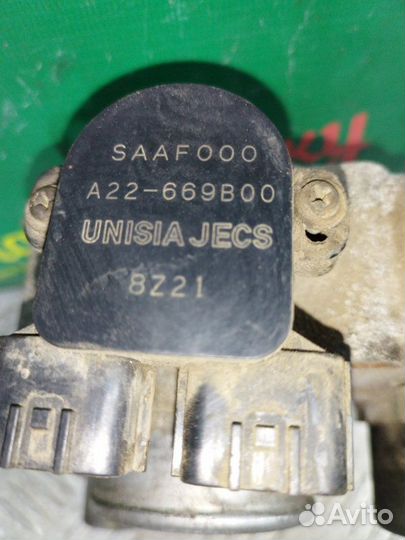 SAAF000
A22-669B00
UNISIA JECS
8Z21
Avito